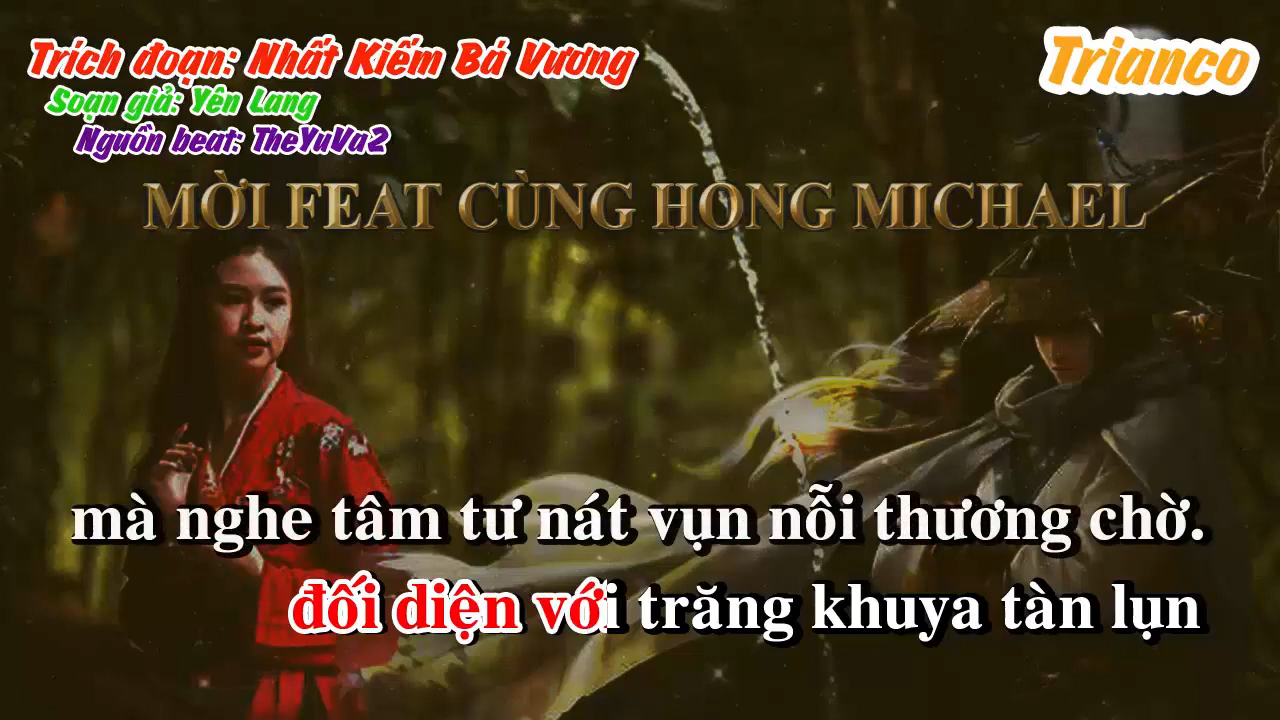 Trích đoạn: Nhất Kiếm Bá Vương
Trianco
Soạn giả: Yên Lang
Nguồn beat: TheYuVa2
MỜI FEAT CÙNG HONG MICHAEL
mà nghe tâm tư nát vụn nỗi thương chờ.
đối diện với trăng khuya tàn lụn